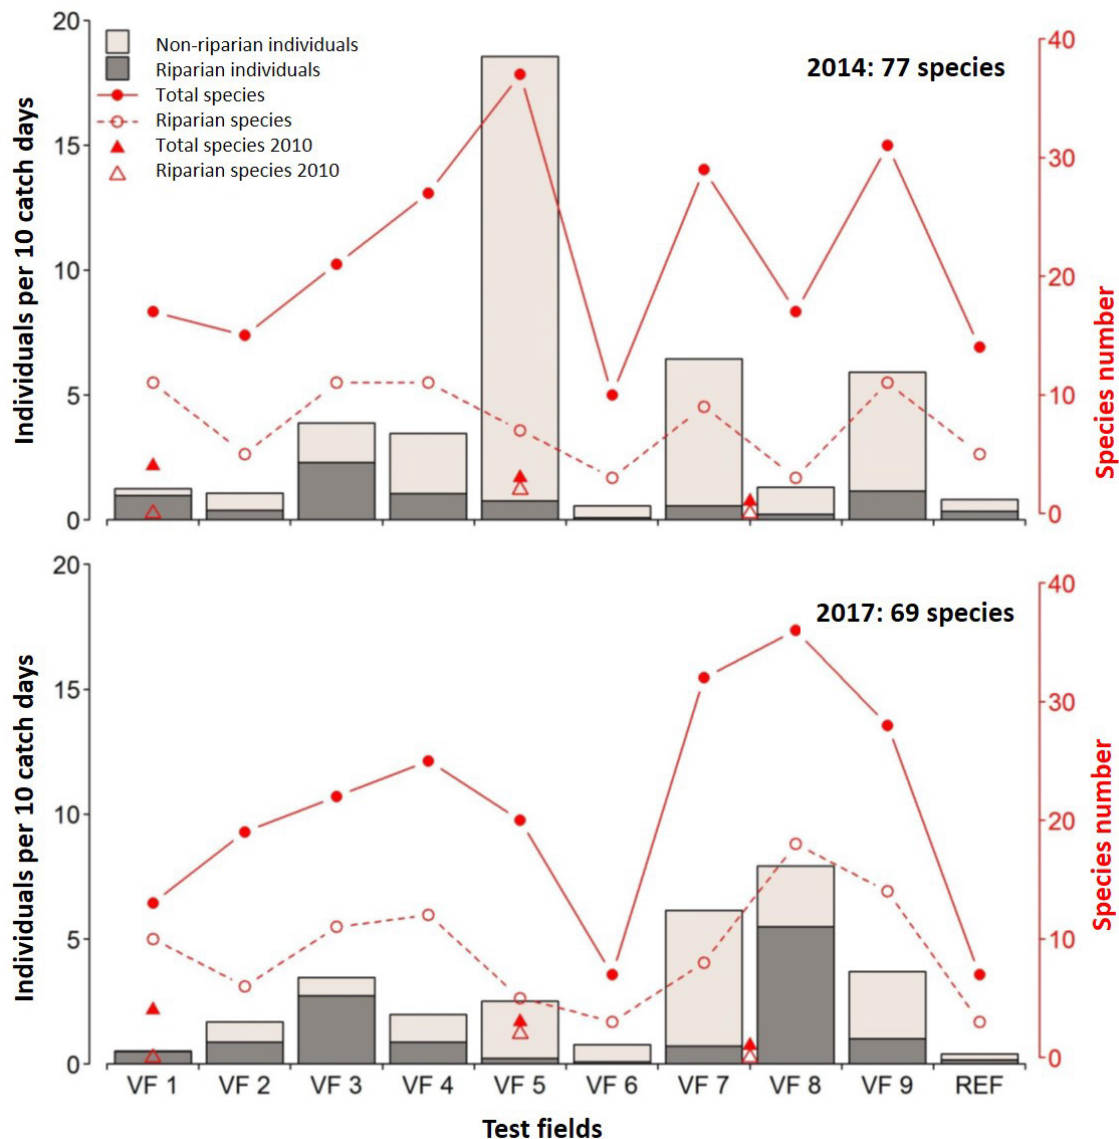 20
15
10
5
0
Individuals per 10 catch days
Non-riparian individuals
Riparian individuals
Total species
Riparian species
Total species 2010
Riparian species 2010
2014: 77 species
40
30
20
10
0
Species number
20
15
10
5
0
Individuals per 10 catch days
2017: 69 species
40
30
20
10
0
Species number
VF 1 VF 2 VF 3 VF 4 VF 5 VF 6 VF 7 VF 8 VF 9 REF
Test fields